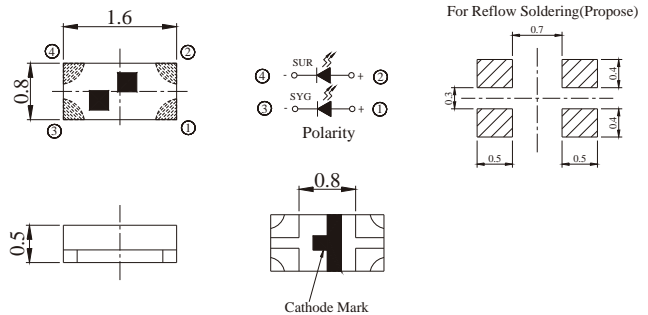 For Reflow Soldering(Propose)
1.6
0.7
④ ②
SUR
④ - + ②
0.8
0.4
0.3
SYG
③ - + ①
③ ①
Polarity
0.4
0.5 0.5
0.8
0.5
Cathode Mark